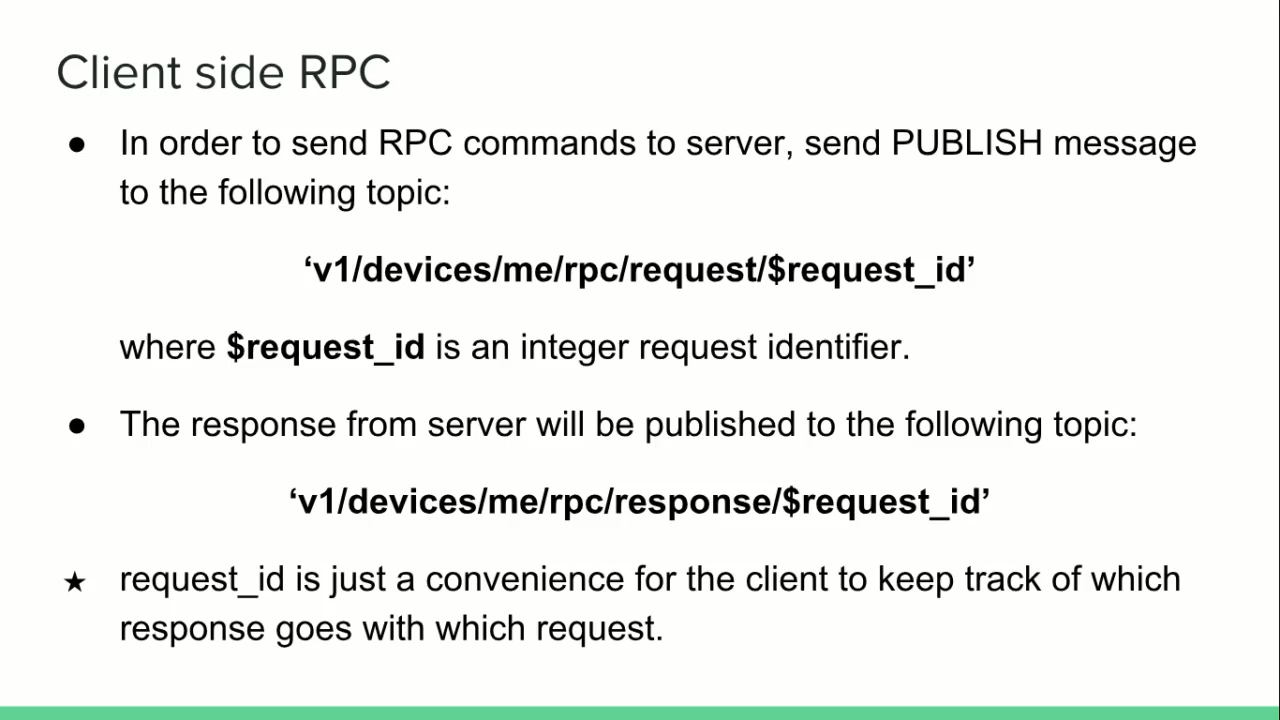 Client side RPC
● In order to send RPC commands to server, send PUBLISH message
to the following topic:
‘v1/devices/me/rpc/request/$request_id’
where $request_id is an integer request identifier.
● The response from server will be published to the following topic:
‘v1/devices/me/rpc/response/$request_id’
★ request_id is just a convenience for the client to keep track of which
response goes with which request.